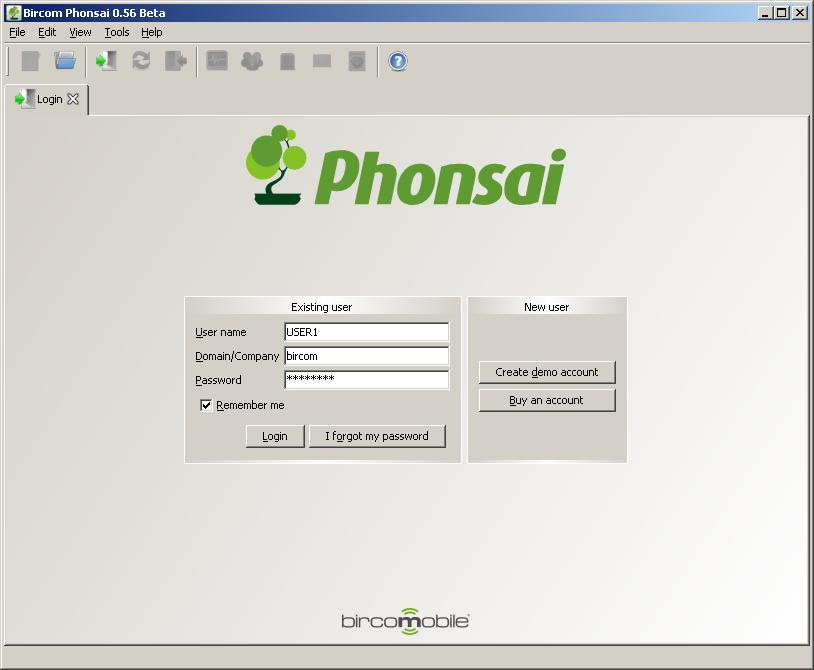 Bircom Phonsai 0.56 Beta
File Edit View Tools Help
Login
Phonsai
Existing user
User name USER1
Domain/Company bircom
Password ********
Remember me
Login I forgot my password
New user
Create demo account
Buy an account
bircomobile